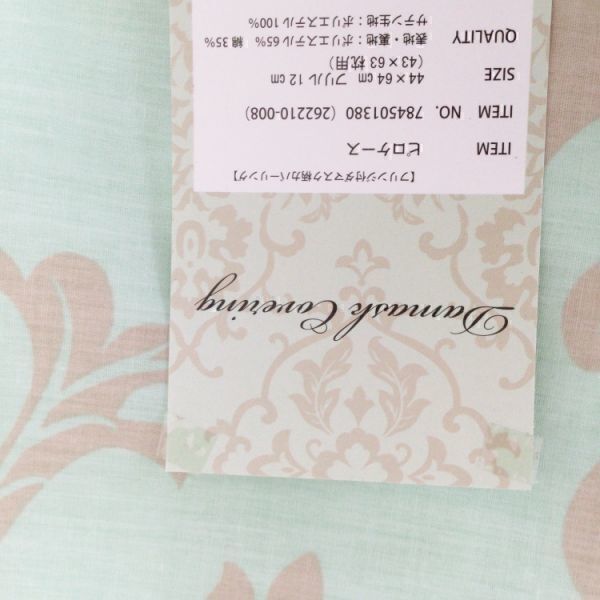 Damask Covering
【フリンジ付ダマスク柄カバーリング】
ITEM ピロケース
ITEM NO. 784501380（262210-008）
SIZE 44×64㎝ フリル12㎝
（43×63枕用）
QUALITY 表地・裏地：ポリエステル65% 綿35%
サテン生地：ポリエステル100%